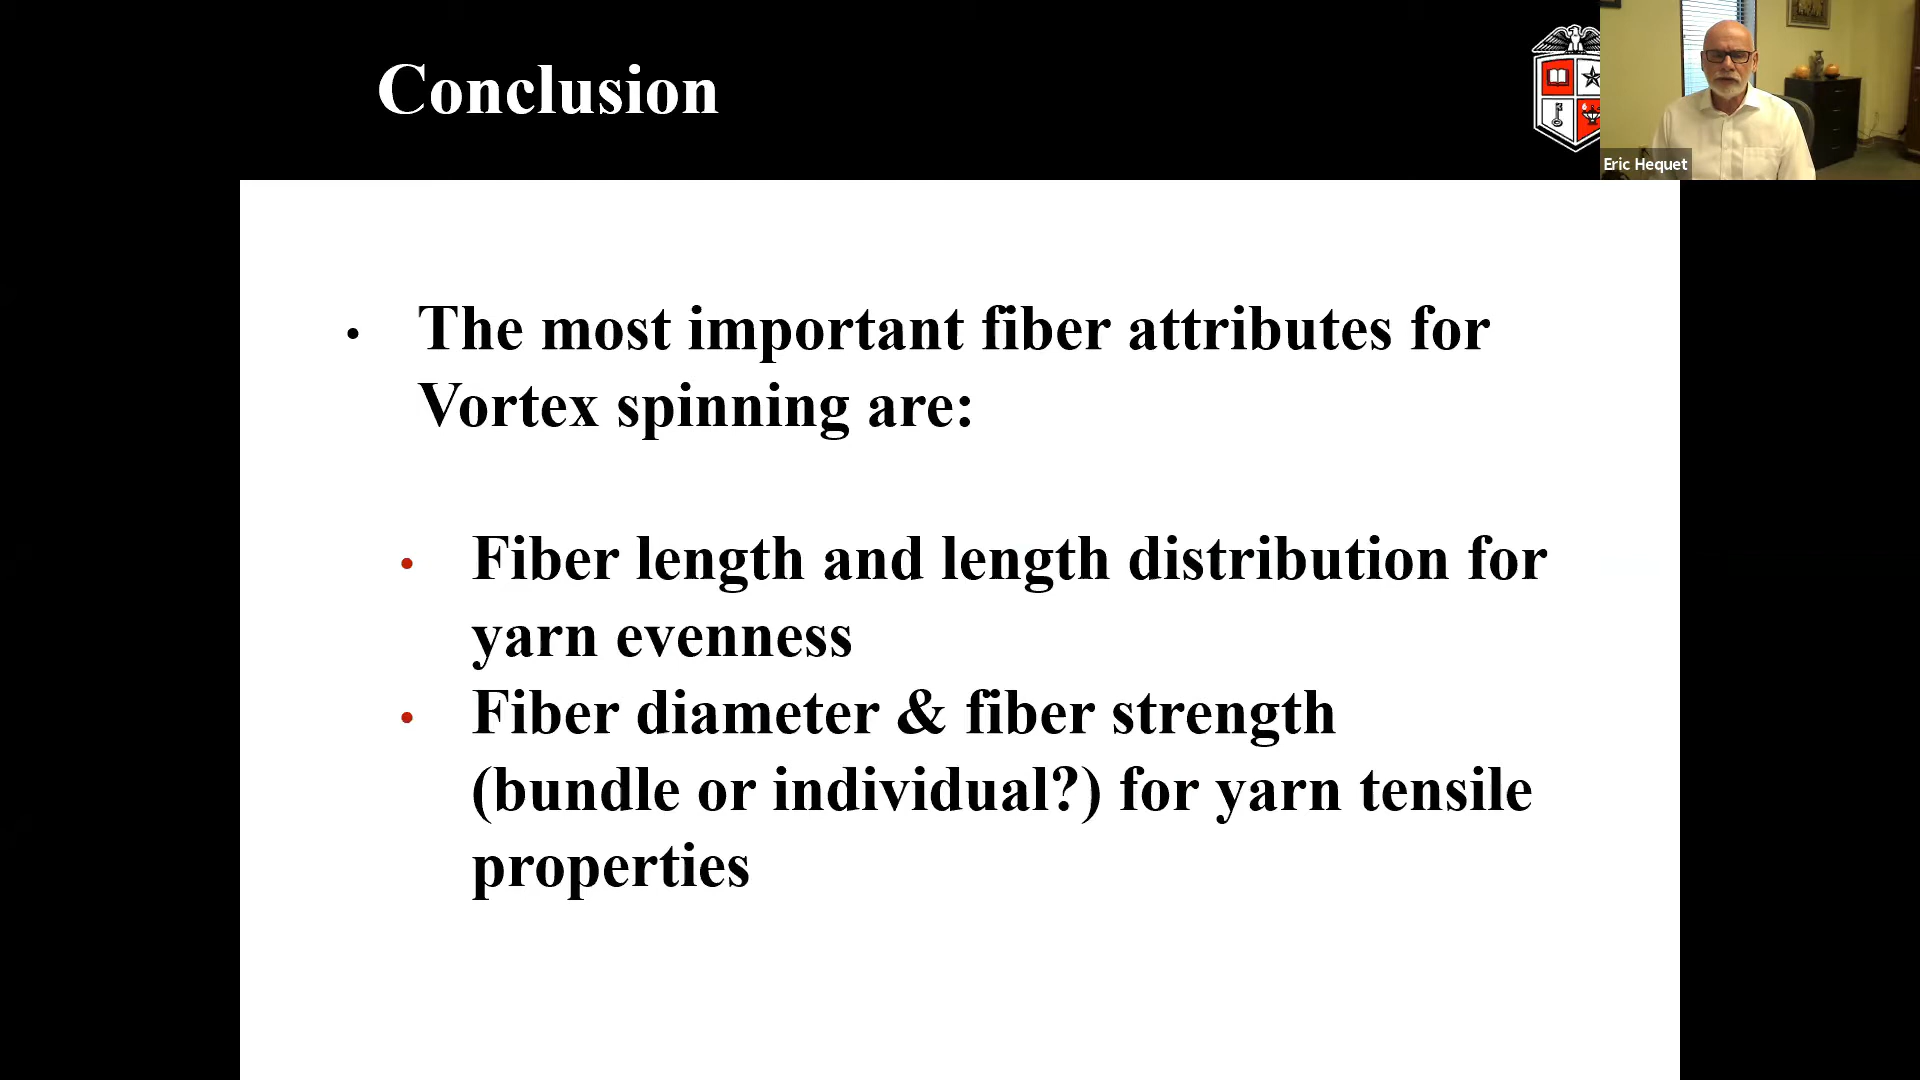 Conclusion
Eric Hequet
• The most important fiber attributes for
Vortex spinning are:
• Fiber length and length distribution for
yarn evenness
• Fiber diameter & fiber strength
(bundle or individual?) for yarn tensile
properties